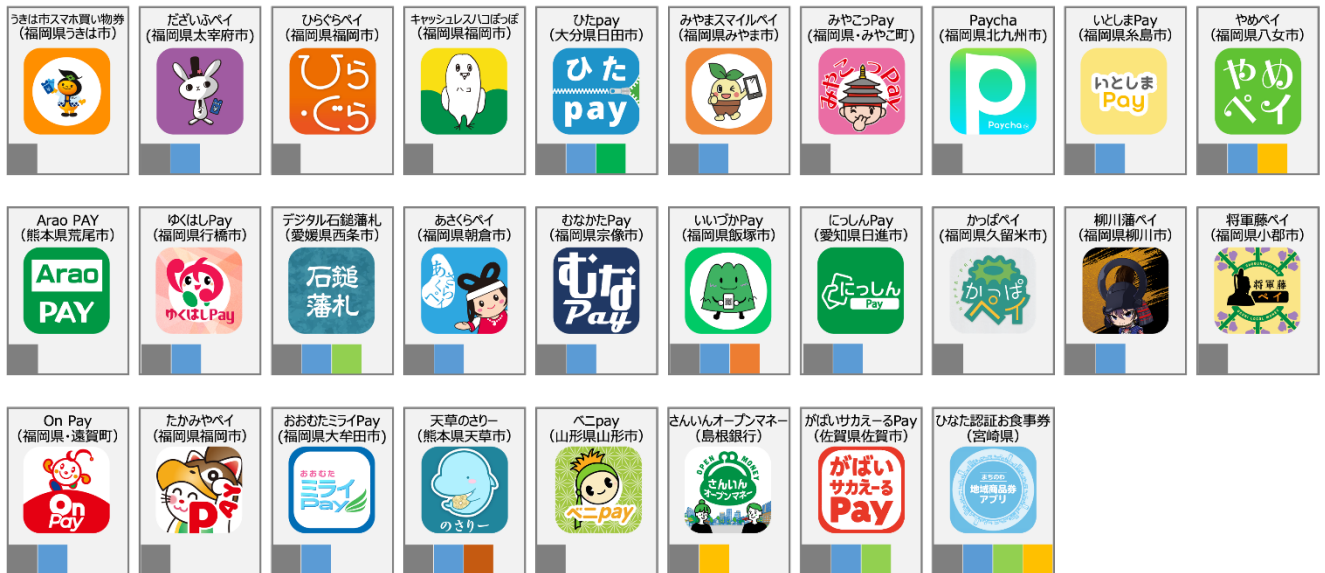 うきは市スマホ買い物券
(福岡県うきは市)
だざいふペイ
(福岡県太宰府市)
ひらぐらペイ
(福岡県福岡市)
ひら
・ぐら
キャッシュレスハコぽっぽ
(福岡県福岡市)
ハコ
ひたpay
(大分県日田市)
ひた
pay
みやまスマイルペイ
(福岡県みやま市)
みやこっPay
(福岡県・みやこ町)
みやこっPay
Paycha
(福岡県北九州市)
Paycha
いとしまPay
(福岡県糸島市)
いとしま
Pay
やめペイ
(福岡県八女市)
やめ
ペイ
Arao PAY
(熊本県荒尾市)
Arao
PAY
ゆくはしPay
(福岡県行橋市)
ゆくはしPay
デジタル石鎚藩札
(愛媛県西条市)
石鎚
藩札
あさくらペイ
(福岡県朝倉市)
あさくらペイ
むなかたPay
(福岡県宗像市)
むな
Pay
いいづかPay
(福岡県飯塚市)
にっしんPay
(愛知県日進市)
にっしん
Pay
かっぱペイ
(福岡県久留米市)
かっぱ
ペイ
柳川藩ペイ
(福岡県柳川市)
将軍藤ペイ
(福岡県小郡市)
将軍藤
ペイ
On Pay
(福岡県・遠賀町)
On
Pay
たかみやペイ
(福岡県福岡市)
PAY
おおむたミライPay
(福岡県大牟田市)
おおむた
ミライ
Pay
天草のさりー
(熊本県天草市)
のさりー
ベニpay
(山形県山形市)
ベニpay
さんいんオープンマネー
(島根銀行)
OPEN MONEY
さんいん
オープンマネー
がばいサカえーるPay
(佐賀県佐賀市)
がばい
サカえーる
Pay
ひなた認証お食事券
(宮崎県)
まちのわ
地域商品券
アプリ